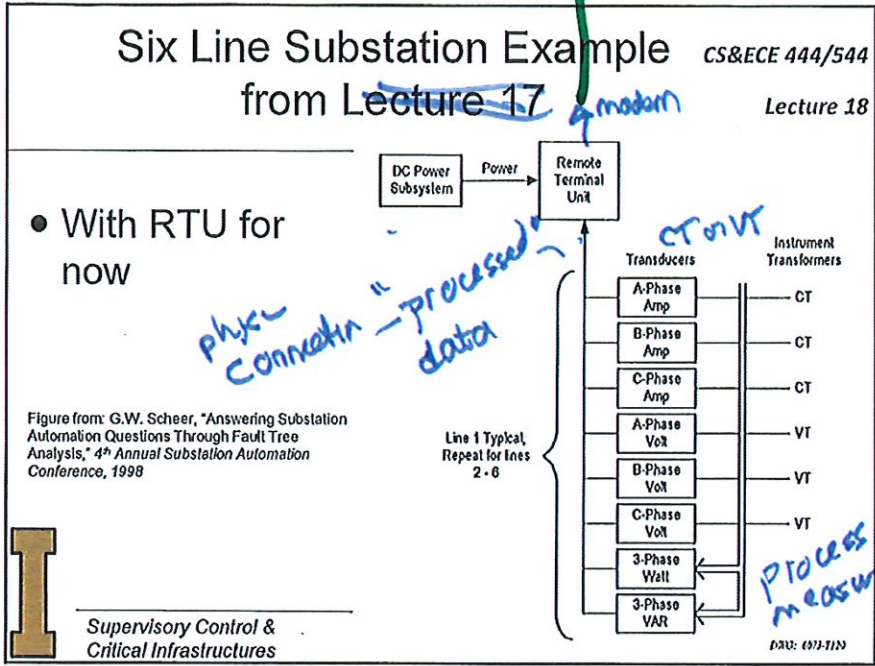 Six Line Substation Example
from Lecture 17
CS&ECE 444/544
Lecture 18
modem
DC Power
Subsystem
Power
Remote
Terminal
Unit
• With RTU for
now
"processed"
data
CT or VT
Transducers
Instrument
Transformers
A-Phase
Amp
CT
B-Phase
Amp
CT
C-Phase
Amp
CT
A-Phase
Volt
VT
B-Phase
Volt
VT
C-Phase
Volt
VT
3-Phase
Watt
3-Phase
VAR
Line 1 Typical,
Repeat for lines
2 - 6
Process
Figure from: G.W. Scheer, "Answering Substation
Automation Questions Through Fault Tree
Analysis," 4th Annual Substation Automation
Conference, 1998
I
Supervisory Control &
Critical Infrastructures